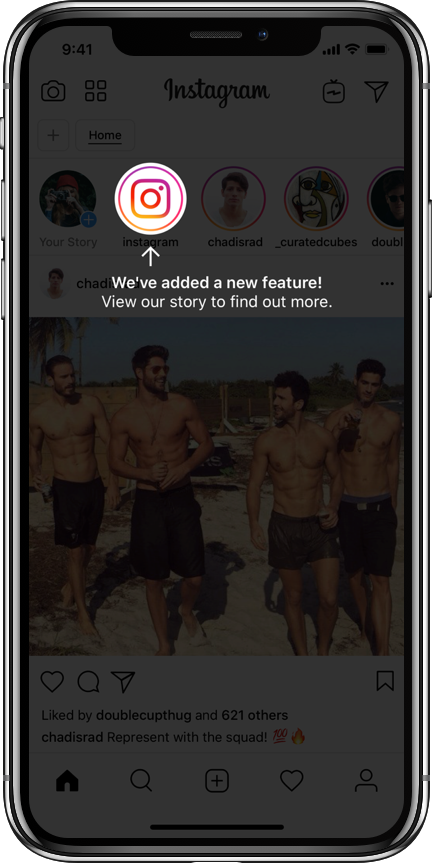 9:41
Instagram
Home
Your Story
instagram
chadisrad
_curatedcubes
doubl
We've added a new feature!
View our story to find out more.
Liked by doublecupthug and 621 others
chadisrad Represent with the squad! 💯🔥